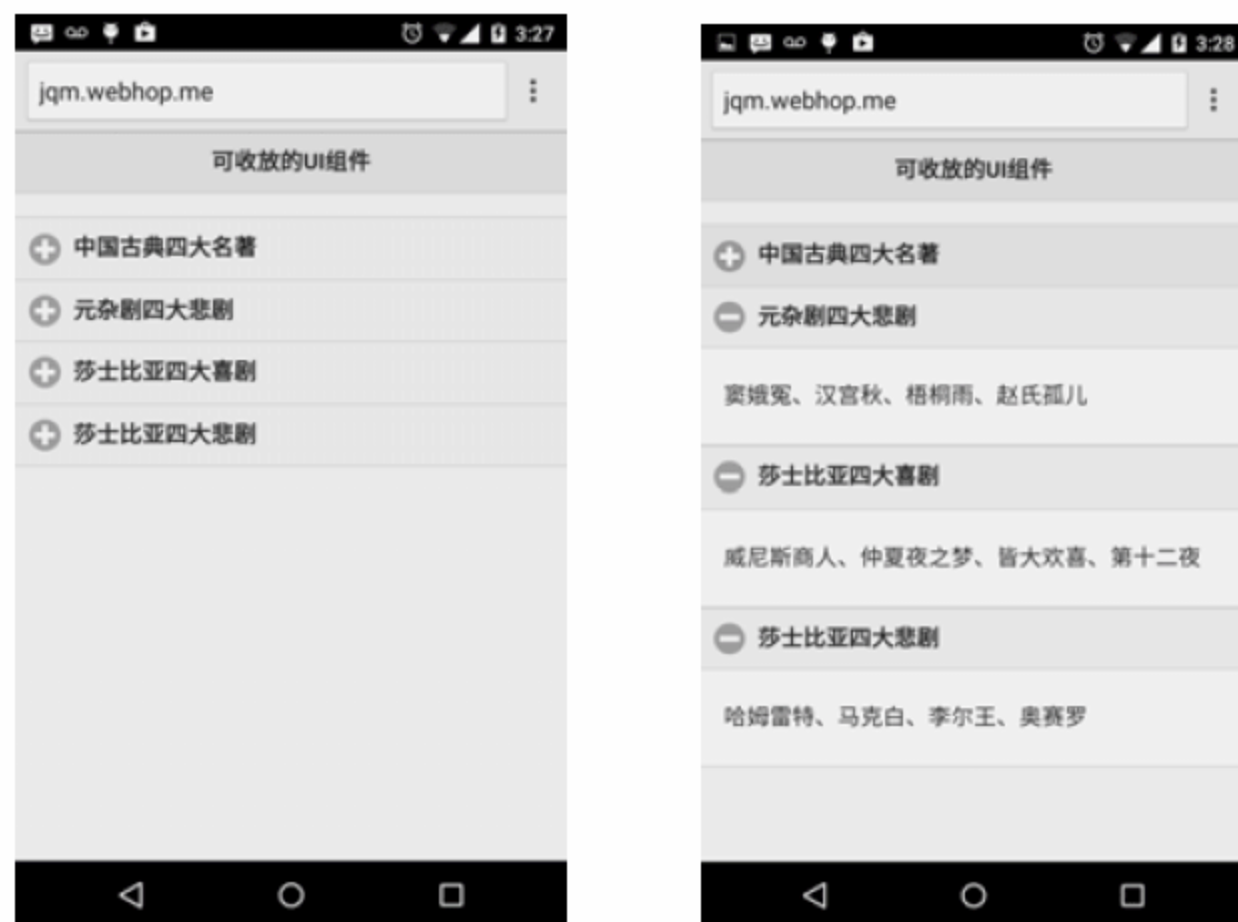 3:27
jqm.webhop.me
可收放的UI组件
中国古典四大名著
元杂剧四大悲剧
莎士比亚四大喜剧
莎士比亚四大悲剧
3:28
jqm.webhop.me
可收放的UI组件
中国古典四大名著
元杂剧四大悲剧
窦娥冤、汉宫秋、梧桐雨、赵氏孤儿
莎士比亚四大喜剧
威尼斯商人、仲夏夜之梦、皆大欢喜、第十二夜
莎士比亚四大悲剧
哈姆雷特、马克白、李尔王、奥赛罗